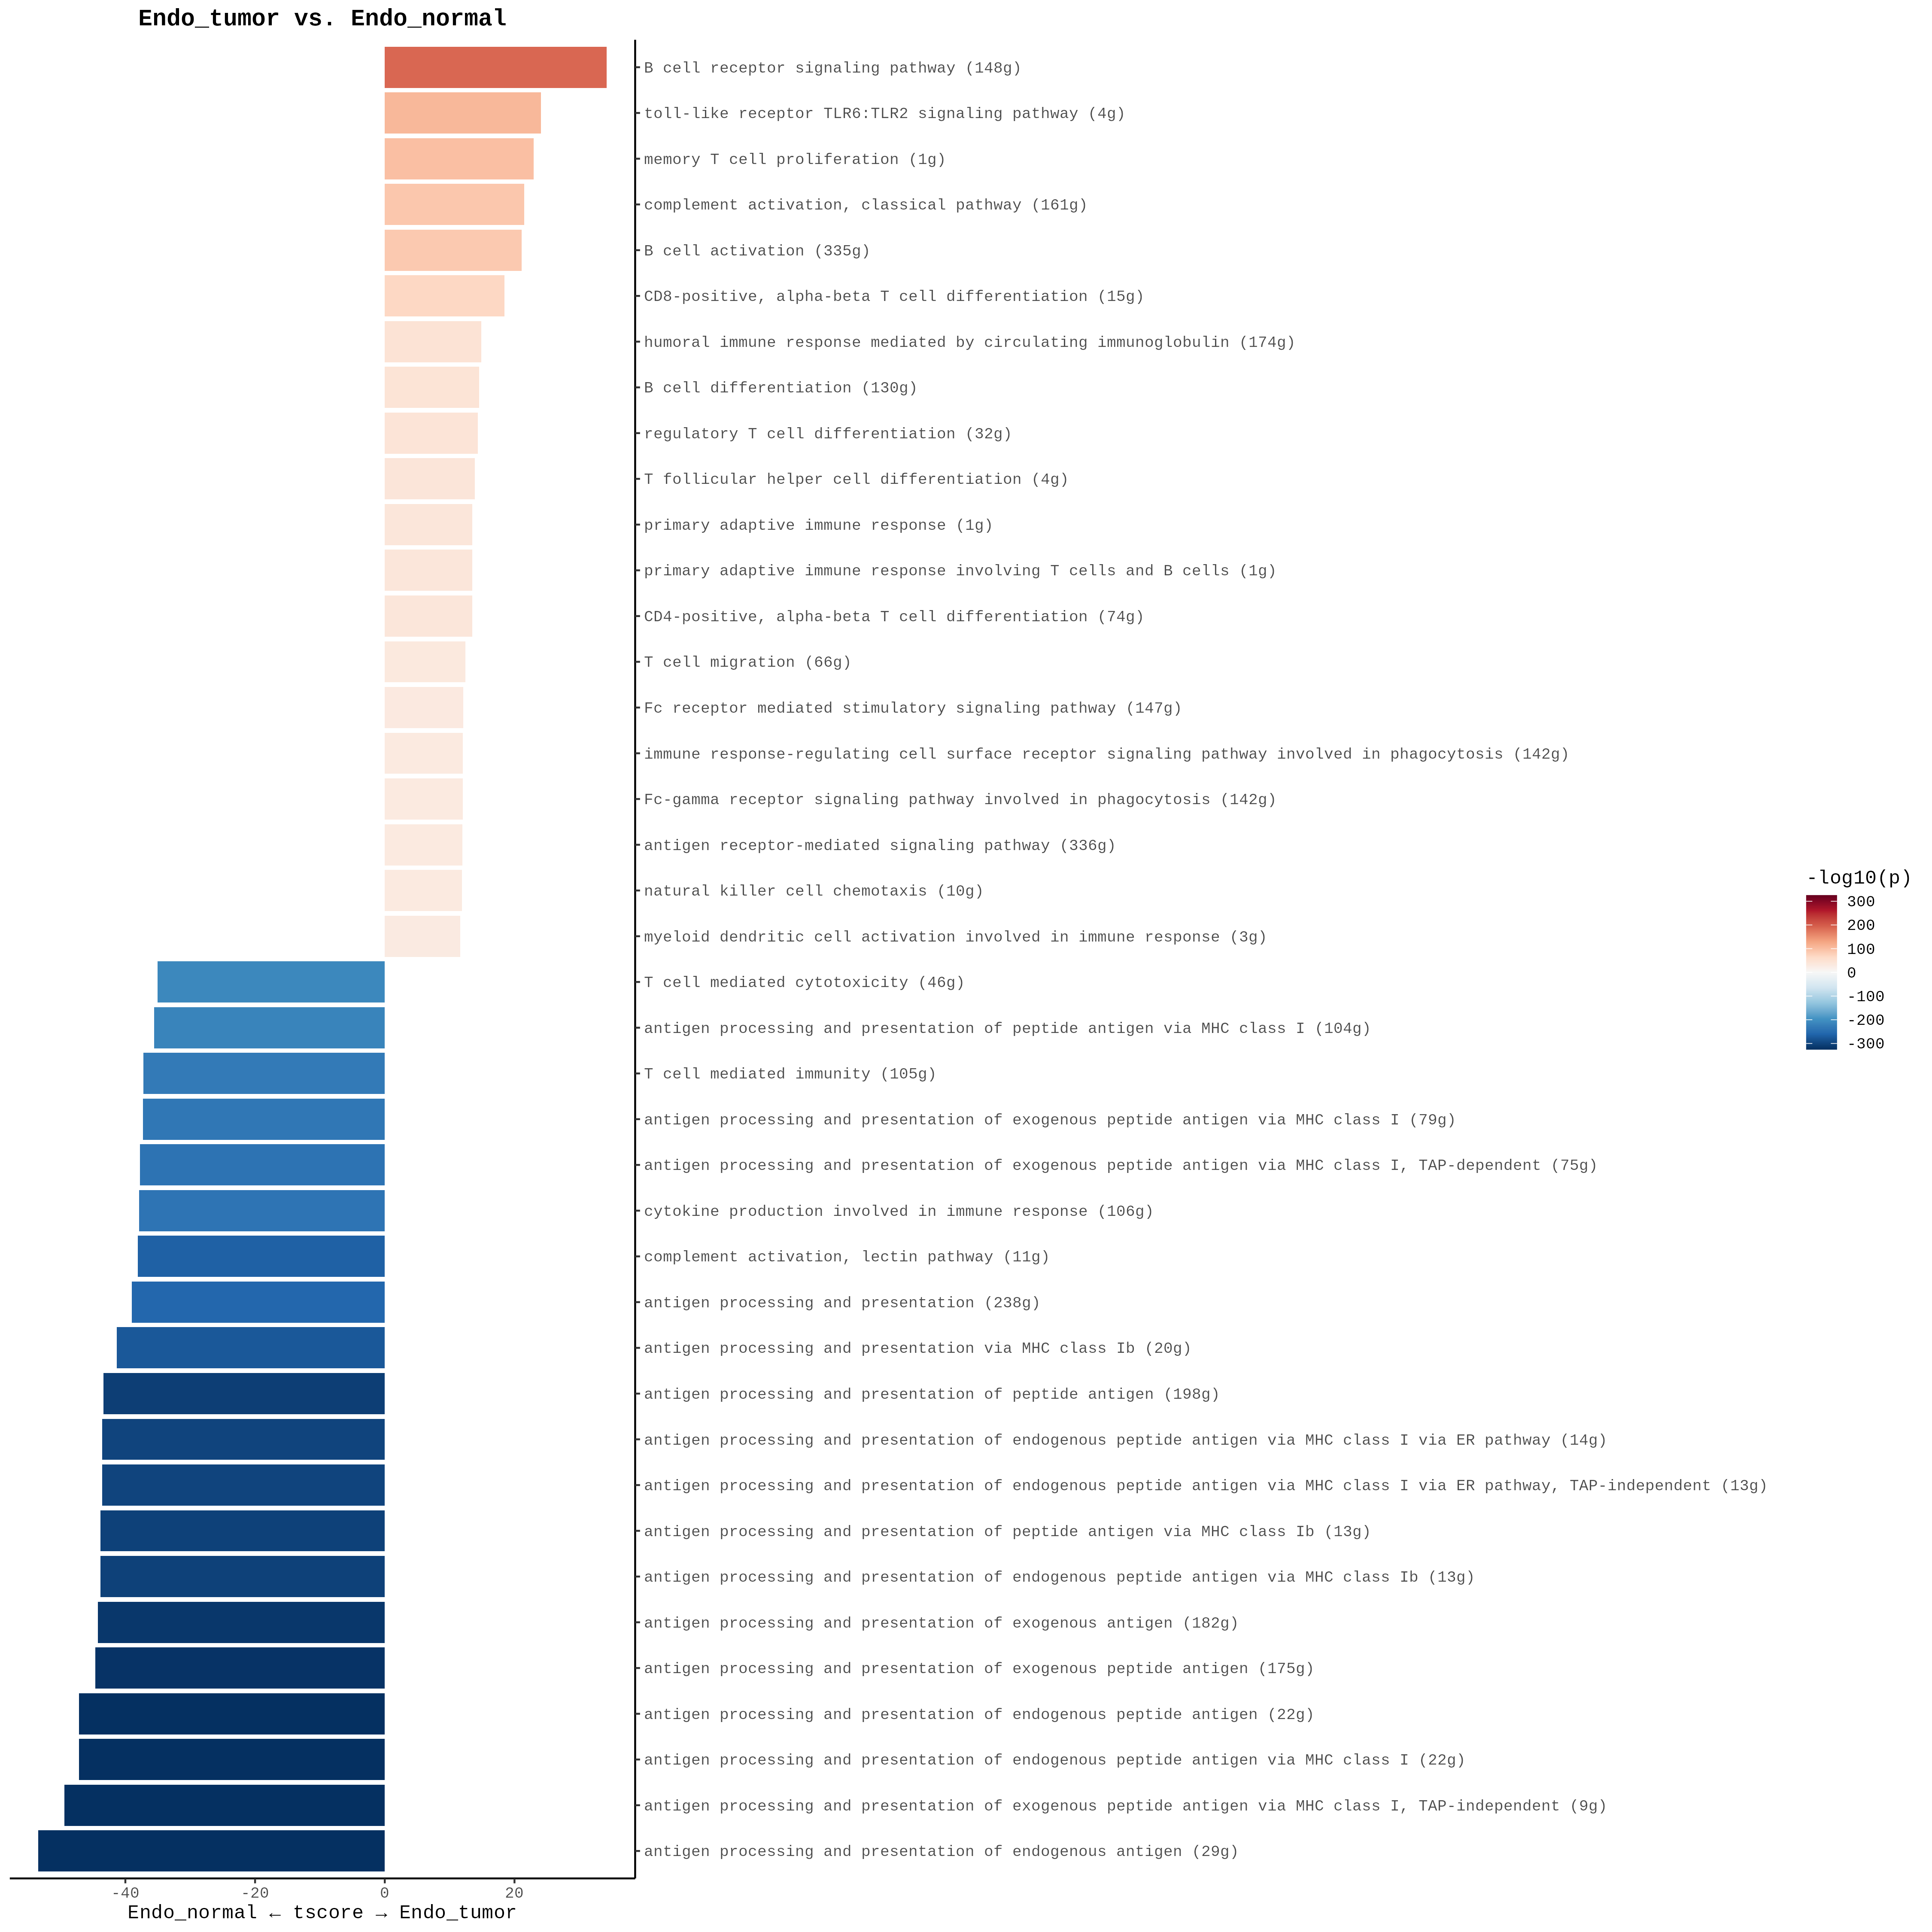 Endo_tumor vs. Endo_normal
B cell receptor signaling pathway (148g)
toll-like receptor TLR6:TLR2 signaling pathway (4g)
memory T cell proliferation (1g)
complement activation, classical pathway (161g)
B cell activation (335g)
CD8-positive, alpha-beta T cell differentiation (15g)
humoral immune response mediated by circulating immunoglobulin (174g)
B cell differentiation (130g)
regulatory T cell differentiation (32g)
T follicular helper cell differentiation (4g)
primary adaptive immune response (1g)
primary adaptive immune response involving T cells and B cells (1g)
CD4-positive, alpha-beta T cell differentiation (74g)
T cell migration (66g)
Fc receptor mediated stimulatory signaling pathway (147g)
immune response-regulating cell surface receptor signaling pathway involved in phagocytosis (142g)
Fc-gamma receptor signaling pathway involved in phagocytosis (142g)
antigen receptor-mediated signaling pathway (336g)
natural killer cell chemotaxis (10g)
myeloid dendritic cell activation involved in immune response (3g)
T cell mediated cytotoxicity (46g)
antigen processing and presentation of peptide antigen via MHC class I (104g)
T cell mediated immunity (105g)
antigen processing and presentation of exogenous peptide antigen via MHC class I (79g)
antigen processing and presentation of exogenous peptide antigen via MHC class I, TAP-dependent (75g)
cytokine production involved in immune response (106g)
complement activation, lectin pathway (11g)
antigen processing and presentation (238g)
antigen processing and presentation via MHC class Ib (20g)
antigen processing and presentation of peptide antigen (198g)
antigen processing and presentation of endogenous peptide antigen via MHC class I via ER pathway (14g)
antigen processing and presentation of endogenous peptide antigen via MHC class I via ER pathway, TAP-independent (13g)
antigen processing and presentation of peptide antigen via MHC class Ib (13g)
antigen processing and presentation of endogenous peptide antigen via MHC class Ib (13g)
antigen processing and presentation of exogenous antigen (182g)
antigen processing and presentation of exogenous peptide antigen (175g)
antigen processing and presentation of endogenous peptide antigen (22g)
antigen processing and presentation of endogenous peptide antigen via MHC class I (22g)
antigen processing and presentation of exogenous peptide antigen via MHC class I, TAP-independent (9g)
antigen processing and presentation of endogenous antigen (29g)
-40 -20 0 20
Endo_normal ← tscore → Endo_tumor
-log10(p)
300
200
100
0
-100
-200
-300